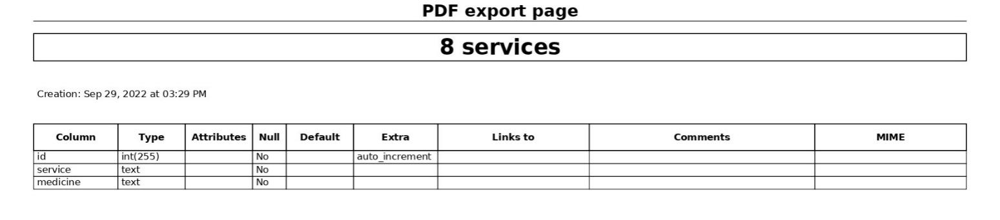 PDF export page
8 services
Creation: Sep 29, 2022 at 03:29 PM
Column Type Attributes Null Default Extra Links to Comments MIME
id int(255) No auto_increment
service text No
medicine text No